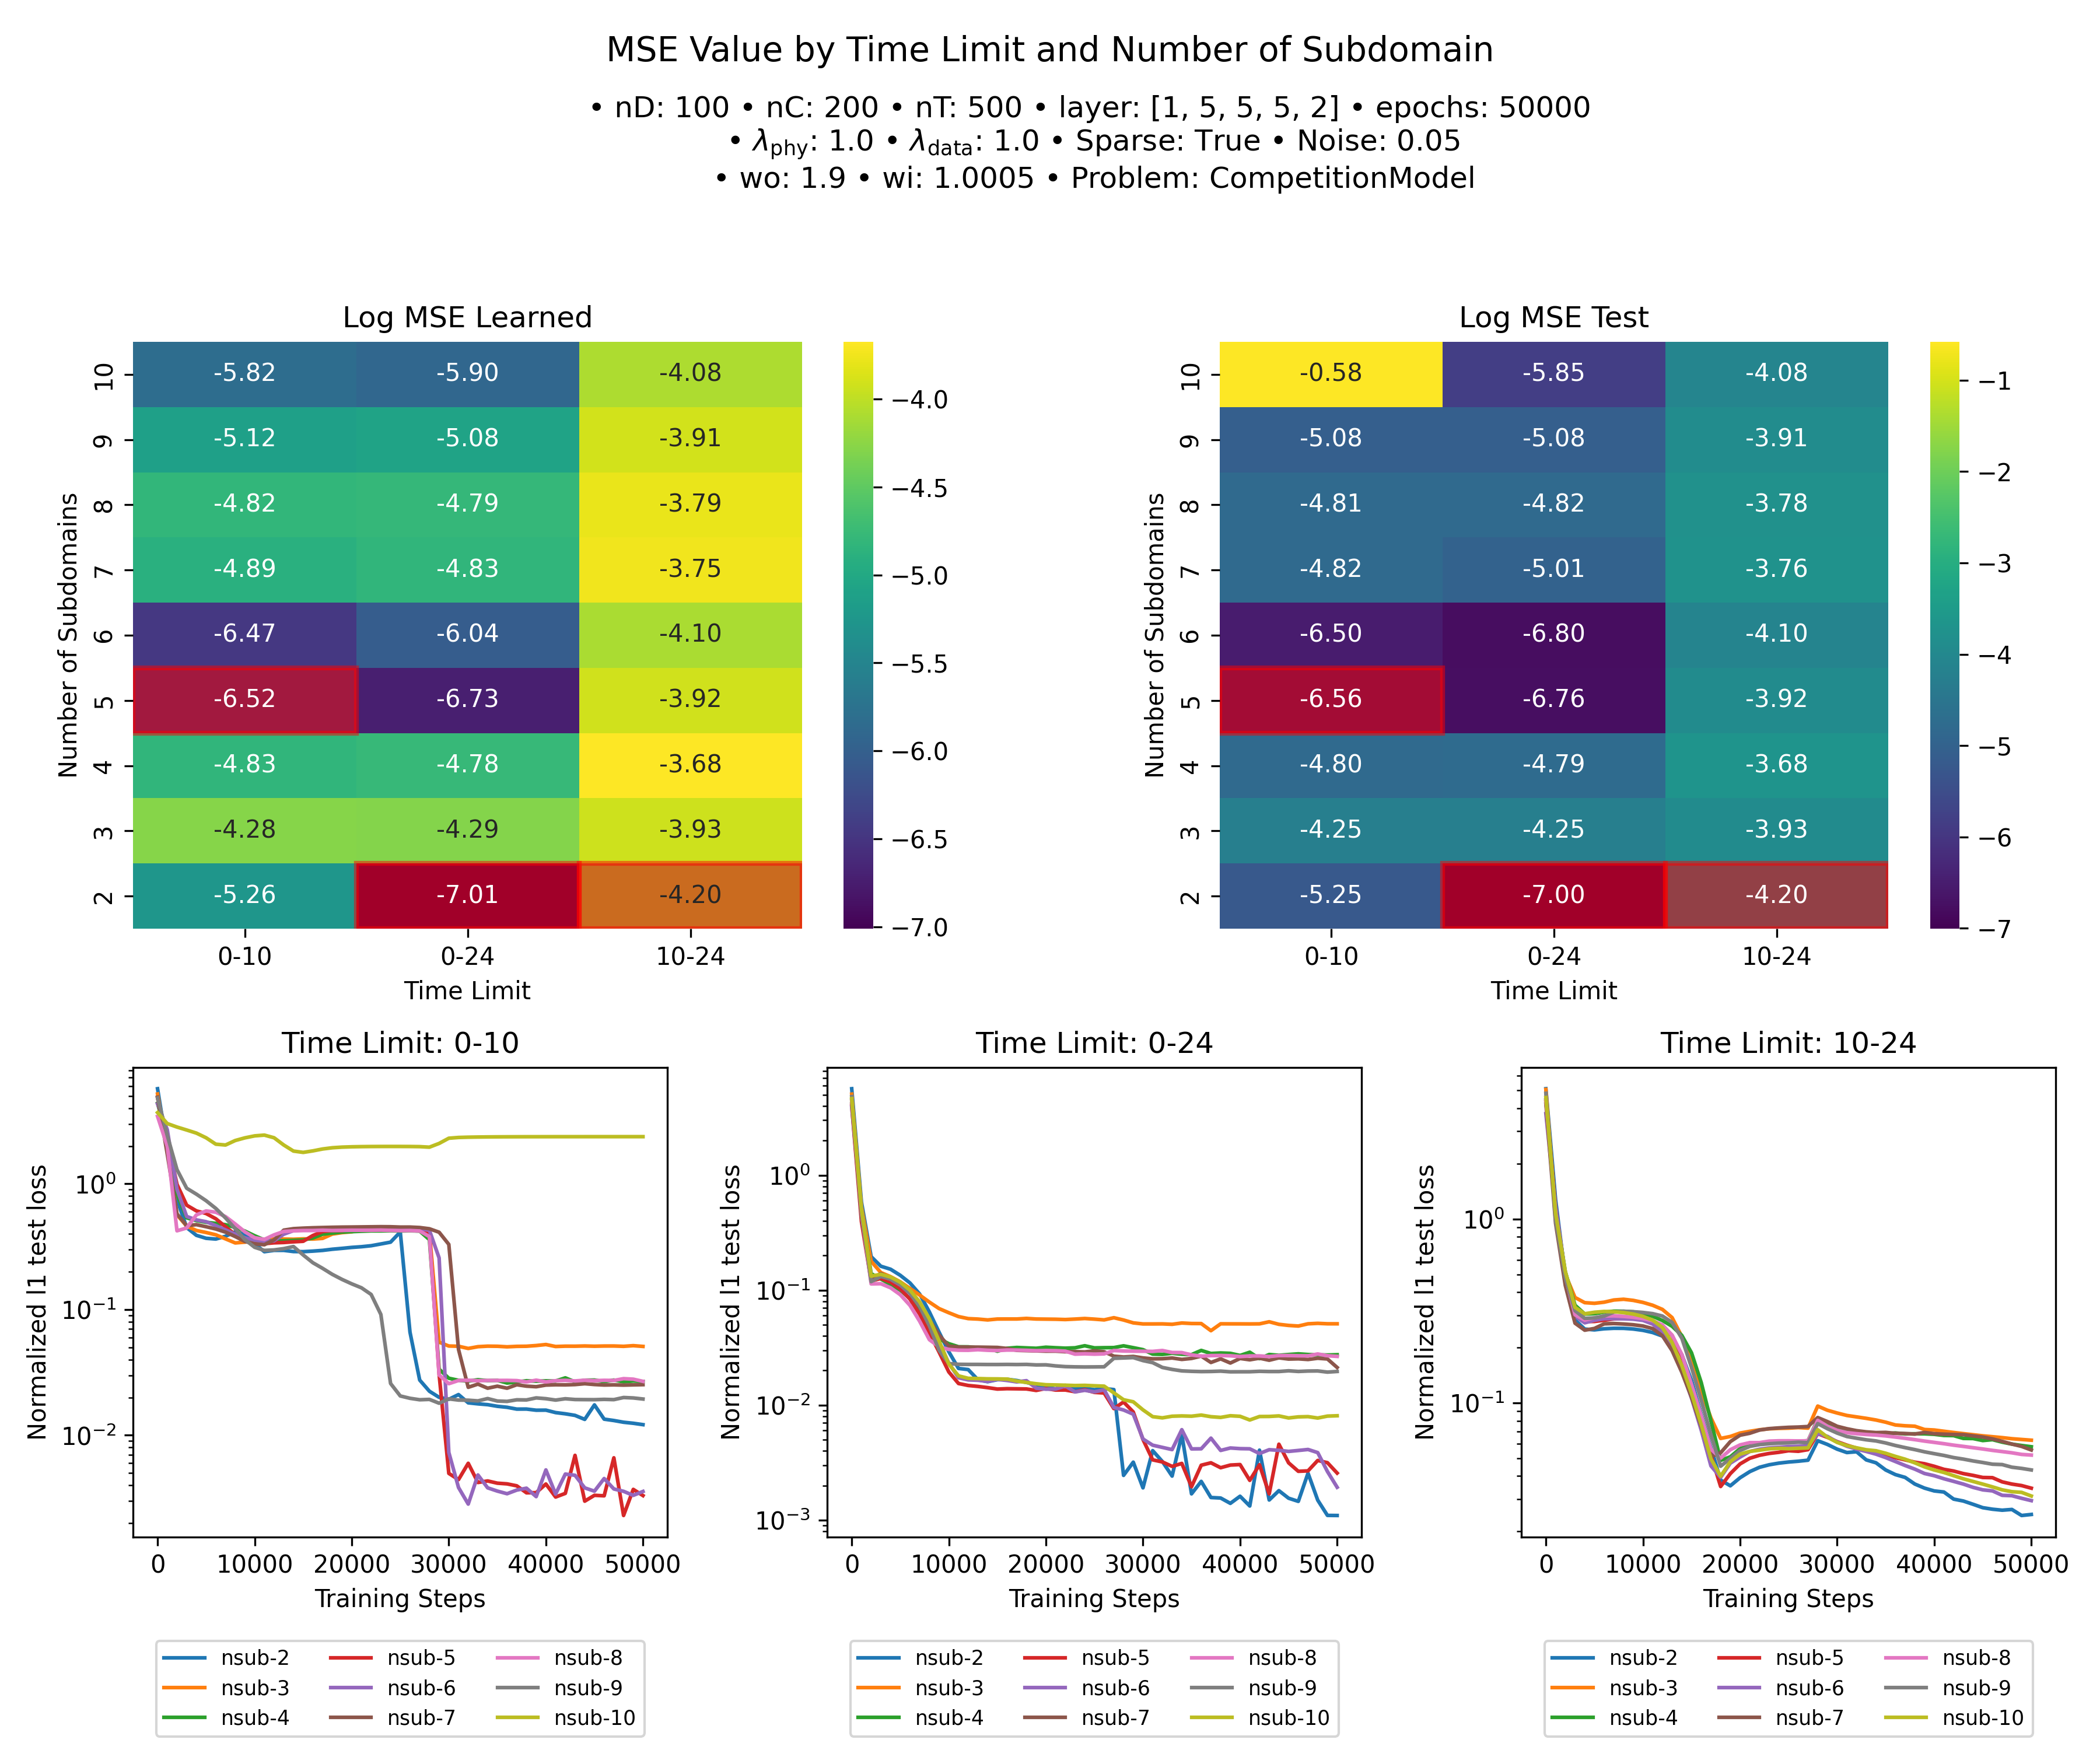 MSE Value by Time Limit and Number of Subdomain
• nD: 100 • nC: 200 • nT: 500 • layer: [1, 5, 5, 5, 2] • epochs: 50000
• λphy: 1.0 • λdata: 1.0 • Sparse: True • Noise: 0.05
• wo: 1.9 • wi: 1.0005 • Problem: CompetitionModel
Log MSE Learned
Number of Subdomains
10 -5.82 -5.90 -4.08
9 -5.12 -5.08 -3.91
8 -4.82 -4.79 -3.79
7 -4.89 -4.83 -3.75
6 -6.47 -6.04 -4.10
5 -6.52 -6.73 -3.92
4 -4.83 -4.78 -3.68
3 -4.28 -4.29 -3.93
2 -5.26 -7.01 -4.20
0-10 0-24 10-24
Time Limit
−4.0
−4.5
−5.0
−5.5
−6.0
−6.5
−7.0
Log MSE Test
Number of Subdomains
10 -0.58 -5.85 -4.08
9 -5.08 -5.08 -3.91
8 -4.81 -4.82 -3.78
7 -4.82 -5.01 -3.76
6 -6.50 -6.80 -4.10
5 -6.56 -6.76 -3.92
4 -4.80 -4.79 -3.68
3 -4.25 -4.25 -3.93
2 -5.25 -7.00 -4.20
0-10 0-24 10-24
Time Limit
−1
−2
−3
−4
−5
−6
−7
Time Limit: 0-10
Normalized l1 test loss
10⁰
10⁻¹
10⁻²
0 10000 20000 30000 40000 50000
Training Steps
nsub-2 nsub-5 nsub-8
nsub-3 nsub-6 nsub-9
nsub-4 nsub-7 nsub-10
Time Limit: 0-24
Normalized l1 test loss
10⁰
10⁻¹
10⁻²
10⁻³
0 10000 20000 30000 40000 50000
Training Steps
nsub-2 nsub-5 nsub-8
nsub-3 nsub-6 nsub-9
nsub-4 nsub-7 nsub-10
Time Limit: 10-24
Normalized l1 test loss
10⁰
10⁻¹
0 10000 20000 30000 40000 50000
Training Steps
nsub-2 nsub-5 nsub-8
nsub-3 nsub-6 nsub-9
nsub-4 nsub-7 nsub-10